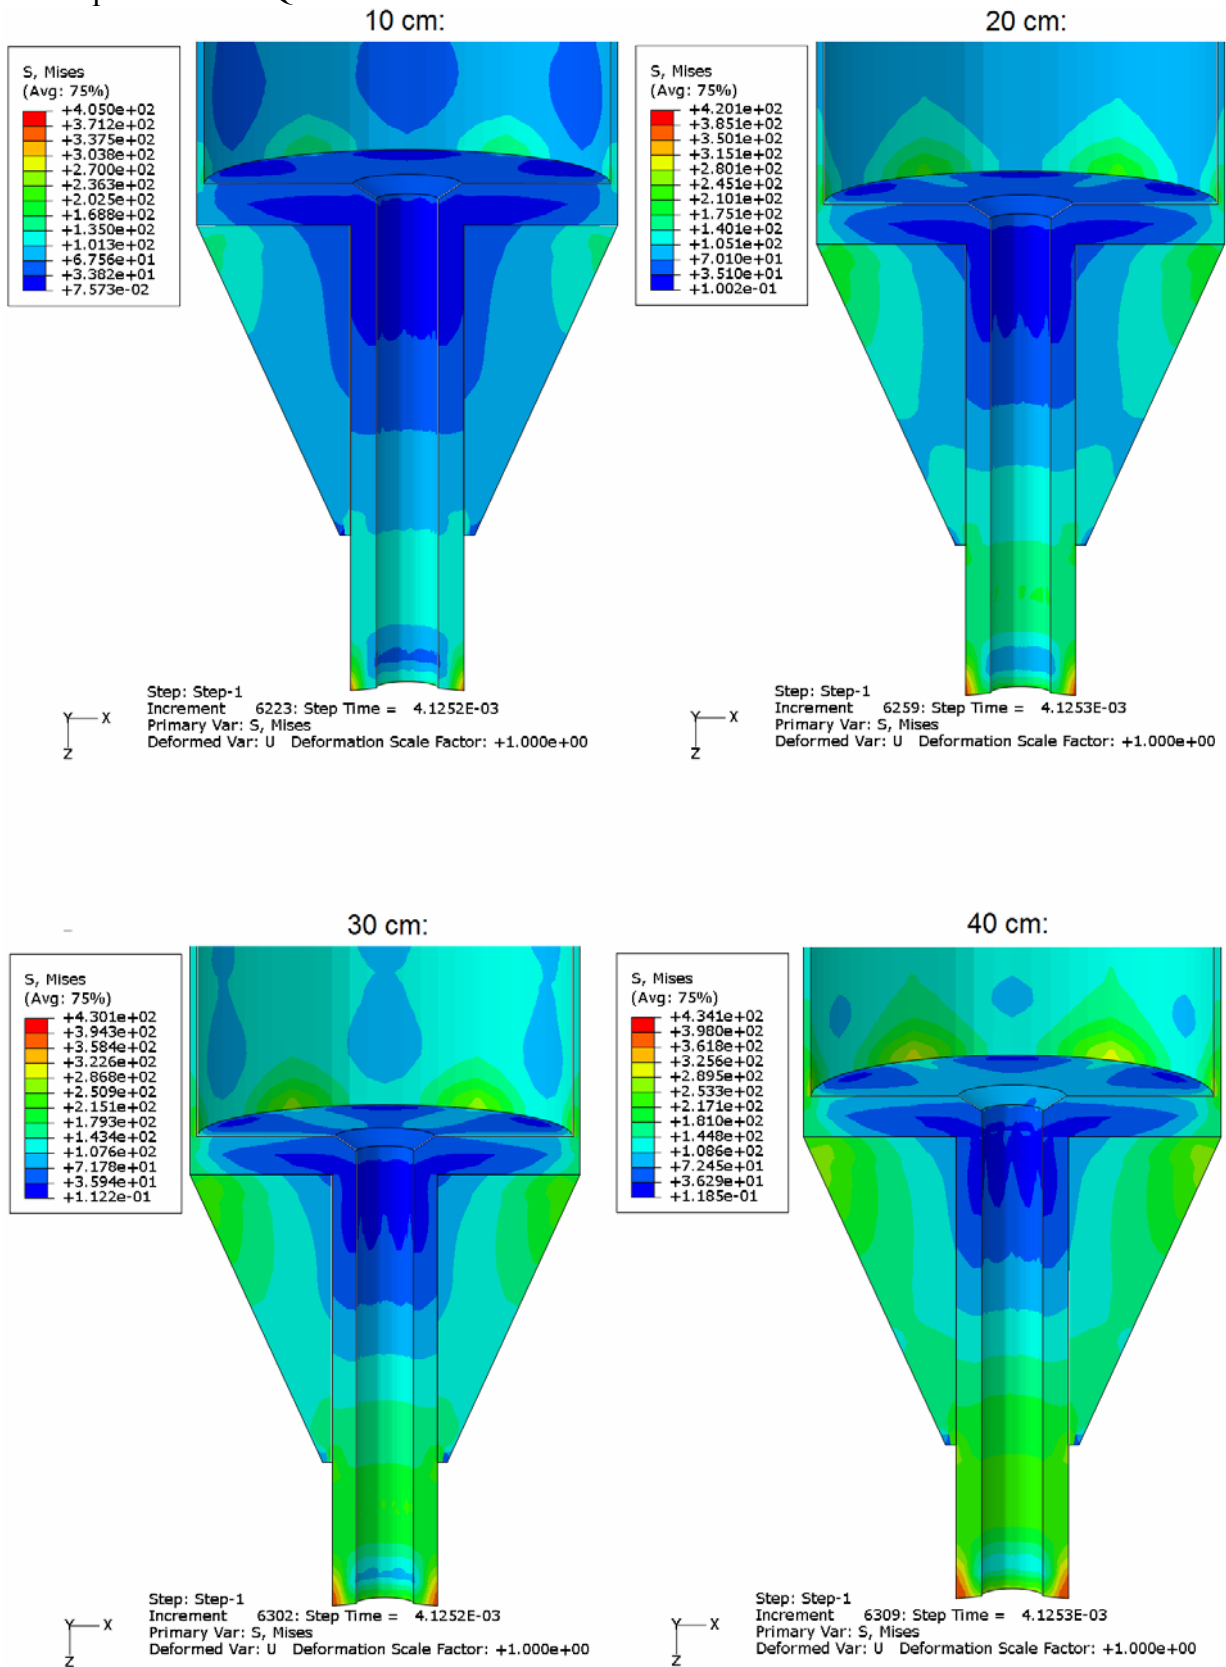 10 cm:
20 cm:
S, Mises
(Avg: 75%)
+4.050e+02
+3.712e+02
+3.375e+02
+3.038e+02
+2.700e+02
+2.363e+02
+2.025e+02
+1.688e+02
+1.350e+02
+1.013e+02
+6.756e+01
+3.382e+01
+7.573e-02
S, Mises
(Avg: 75%)
+4.201e+02
+3.851e+02
+3.501e+02
+3.151e+02
+2.801e+02
+2.451e+02
+2.101e+02
+1.751e+02
+1.401e+02
+1.051e+02
+7.010e+01
+3.510e+01
+1.002e-01
Y X
Z
Step: Step-1
Increment 6223: Step Time = 4.1252E-03
Primary Var: S, Mises
Deformed Var: U Deformation Scale Factor: +1.000e+00
Y X
Z
Step: Step-1
Increment 6259: Step Time = 4.1253E-03
Primary Var: S, Mises
Deformed Var: U Deformation Scale Factor: +1.000e+00
30 cm:
40 cm:
S, Mises
(Avg: 75%)
+4.301e+02
+3.943e+02
+3.584e+02
+3.226e+02
+2.868e+02
+2.509e+02
+2.151e+02
+1.793e+02
+1.434e+02
+1.076e+02
+7.178e+01
+3.594e+01
+1.122e-01
S, Mises
(Avg: 75%)
+4.341e+02
+3.980e+02
+3.618e+02
+3.256e+02
+2.895e+02
+2.533e+02
+2.171e+02
+1.810e+02
+1.448e+02
+1.086e+02
+7.245e+01
+3.629e+01
+1.185e-01
Y X
Z
Step: Step-1
Increment 6302: Step Time = 4.1252E-03
Primary Var: S, Mises
Deformed Var: U Deformation Scale Factor: +1.000e+00
Y X
Z
Step: Step-1
Increment 6309: Step Time = 4.1253E-03
Primary Var: S, Mises
Deformed Var: U Deformation Scale Factor: +1.000e+00